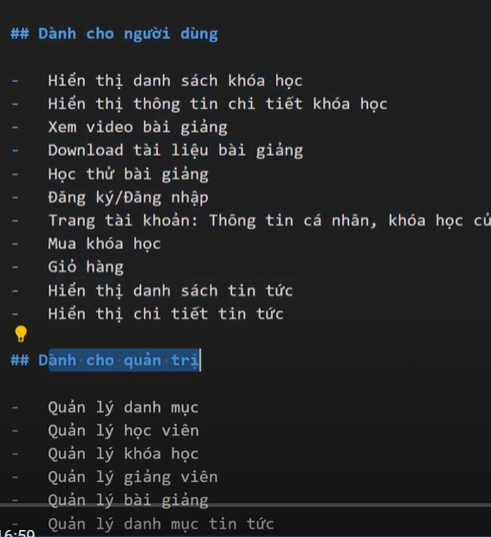 ## Dành cho người dùng
- Hiển thị danh sách khóa học
- Hiển thị thông tin chi tiết khóa học
- Xem video bài giảng
- Download tài liệu bài giảng
- Học thử bài giảng
- Đăng ký/Đăng nhập
- Trang tài khoản: Thông tin cá nhân, khóa học
- Mua khóa học
- Giỏ hàng
- Hiển thị danh sách tin tức
- Hiển thị chi tiết tin tức
## Dành cho quản trị
- Quản lý danh mục
- Quản lý học viên
- Quản lý khóa học
- Quản lý giảng viên
- Quản lý bài giảng
- Quản lý danh mục tin tức